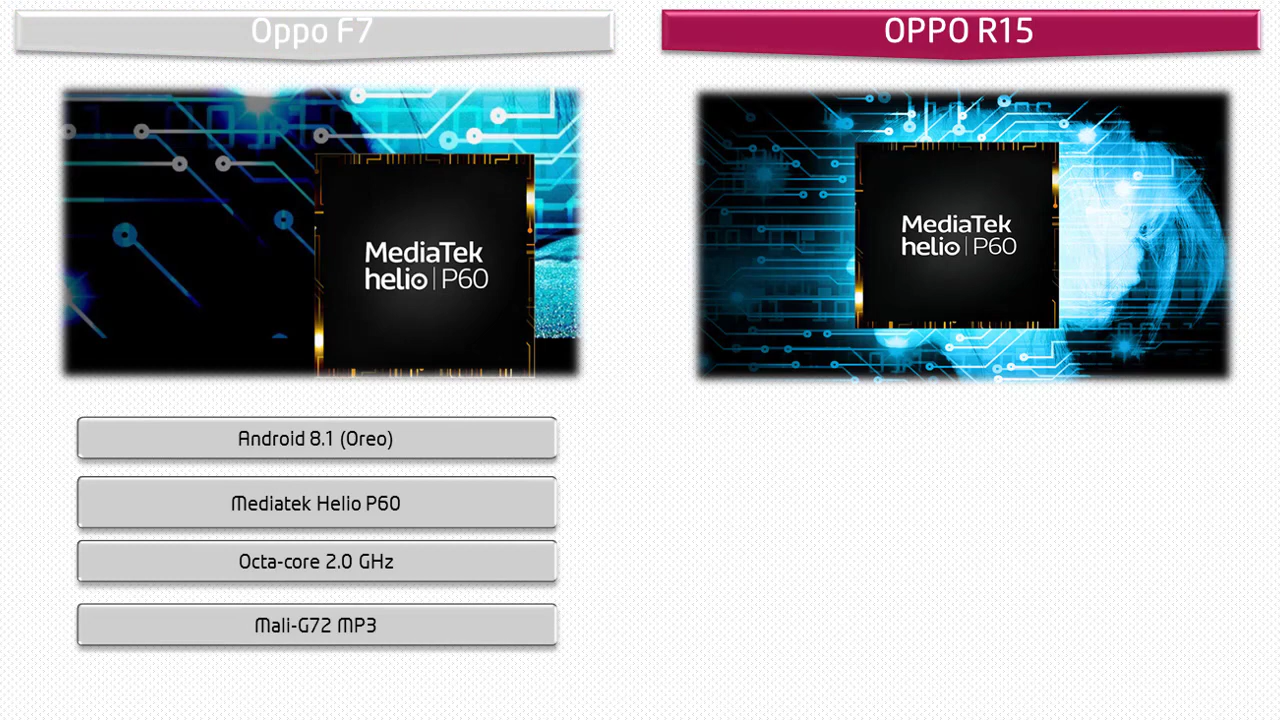 Oppo F7
OPPO R15
MediaTek
helio | P60
MediaTek
helio | P60
Android 8.1 (Oreo)
Mediatek Helio P60
Octa-core 2.0 GHz
Mali-G72 MP3